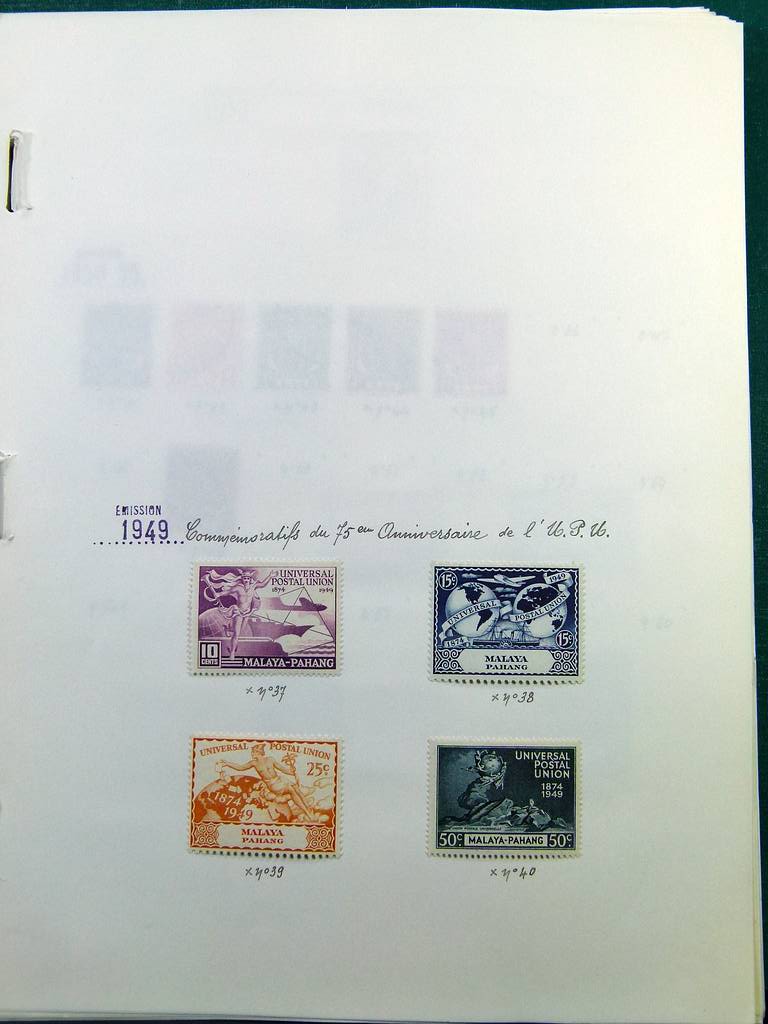 EMISSION
1949 Commémoratifs du 75em Anniversaire de l'U.P.U.
UNIVERSAL
POSTAL UNION
1874 1949
10
CENTS
MALAYA-PAHANG
x n°37
15c
1949
UNIVERSAL POSTAL UNION
1874
15c
MALAYA
PAHANG
x n°38
UNIVERSAL POSTAL UNION
25c
1874
1949
MALAYA
PAHANG
x n°39
UNIVERSAL
POSTAL
UNION
1874
1949
50c MALAYA-PAHANG 50c
x n°40